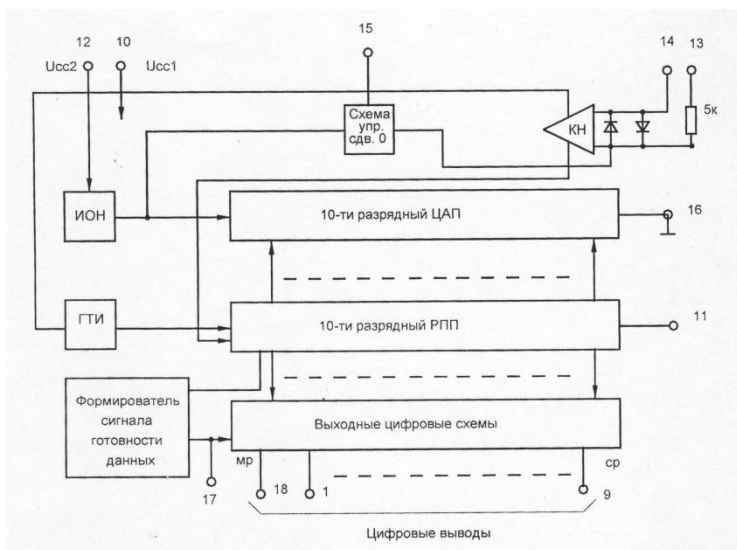 12 10 15 14 13
Ucc2 Ucc1
Схема
упр.
сдв. 0
КН
5к
ИОН
10-ти разрядный ЦАП
16
ГТИ
10-ти разрядный РПП
11
Формирователь
сигнала
готовности
данных
Выходные цифровые схемы
мр
ср
17
18
1
9
Цифровые выводы